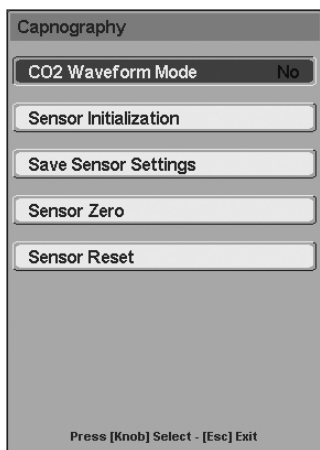 Capnography
CO2 Waveform Mode No
Sensor Initialization
Save Sensor Settings
Sensor Zero
Sensor Reset
Press [Knob] Select - [Esc] Exit